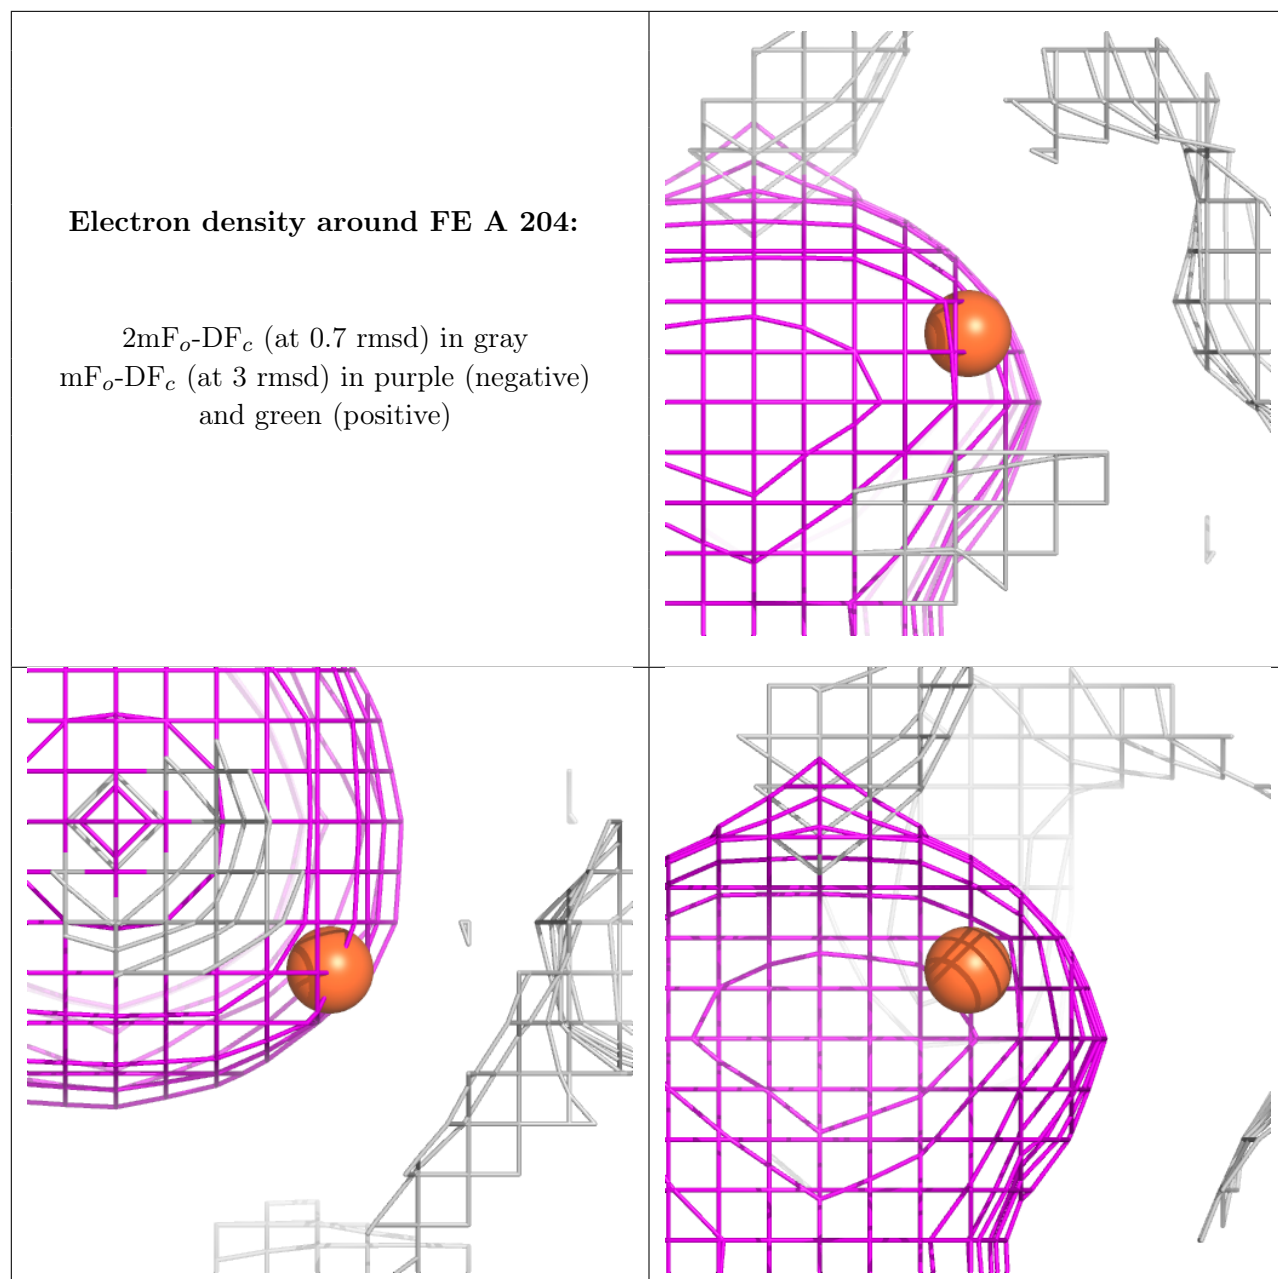 Electron density around FE A 204:
2mFo-DFc (at 0.7 rmsd) in gray
mFo-DFc (at 3 rmsd) in purple (negative)
and green (positive)